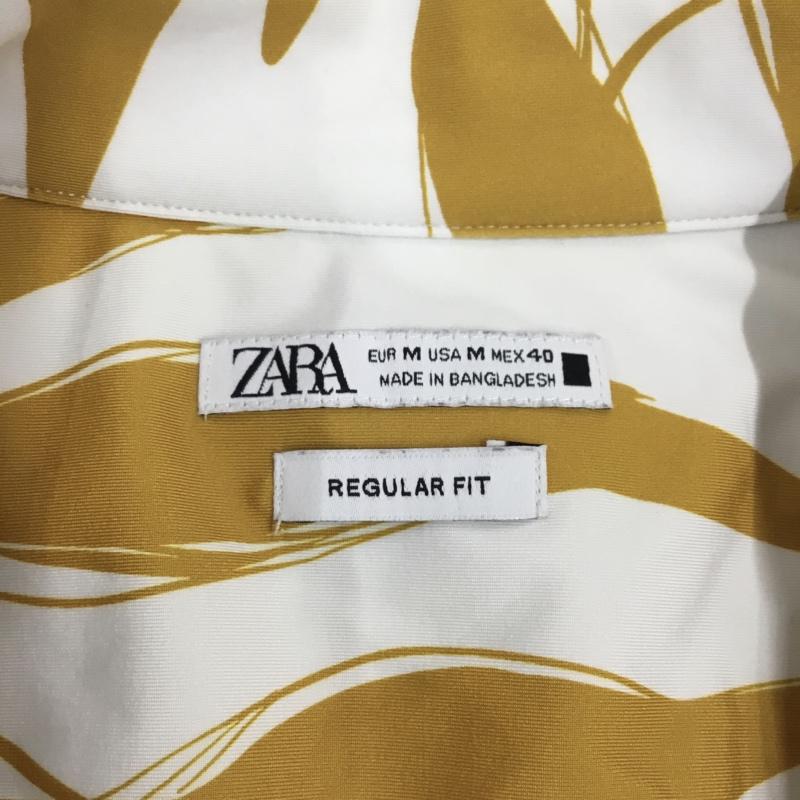 ZARA
EUR M USA M MEX 40
MADE IN BANGLADESH
REGULAR FIT